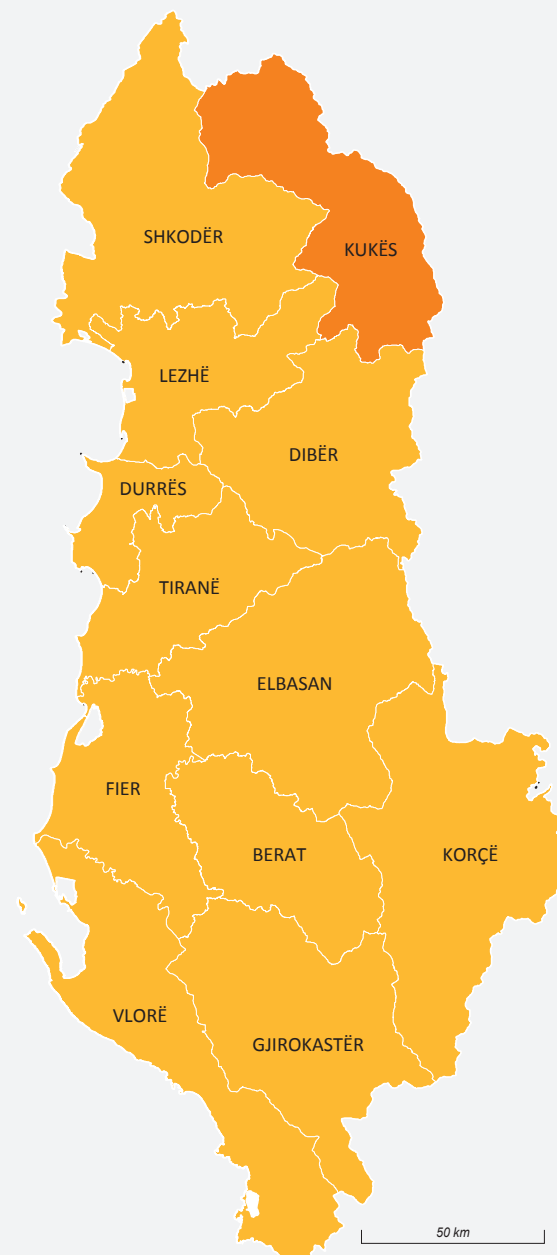 SHKODËR
KUKËS
LEZHË
DIBËR
DURRËS
TIRANË
ELBASAN
FIER
BERAT
KORÇË
VLORË
GJIROKASTËR
50 km